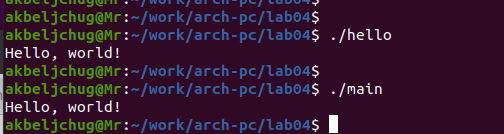 akbeljchug@Mr:~/work/arch-pc/lab04$
akbeljchug@Mr:~/work/arch-pc/lab04$ ./hello
Hello, world!
akbeljchug@Mr:~/work/arch-pc/lab04$
akbeljchug@Mr:~/work/arch-pc/lab04$ ./main
Hello, world!
akbeljchug@Mr:~/work/arch-pc/lab04$